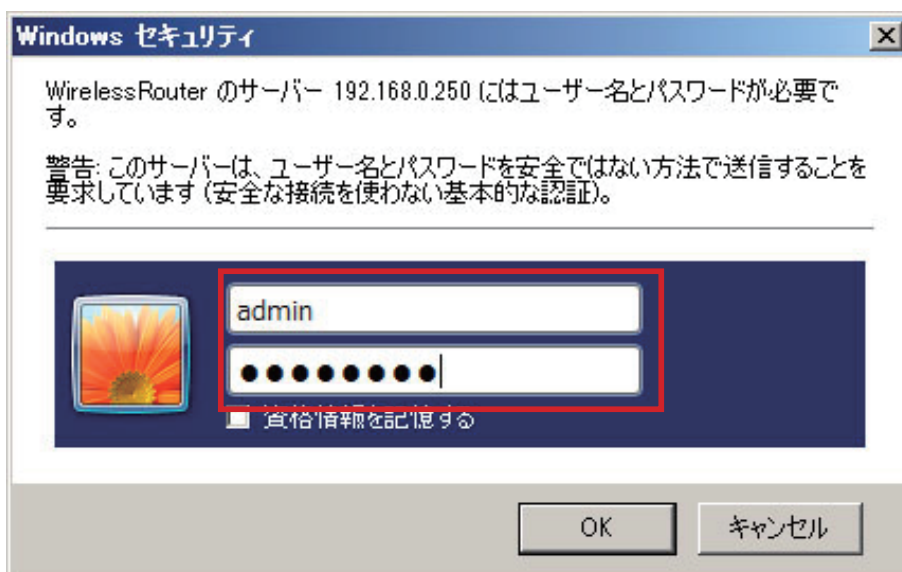 Windows セキュリティ
WirelessRouter のサーバー 192.168.0.250 にはユーザー名とパスワードが必要で
す。
警告: このサーバーは、ユーザー名とパスワードを安全ではない方法で送信することを
要求しています (安全な接続を使わない基本的な認証)。
admin
●●●●●●●●
資格情報を記憶する
OK キャンセル